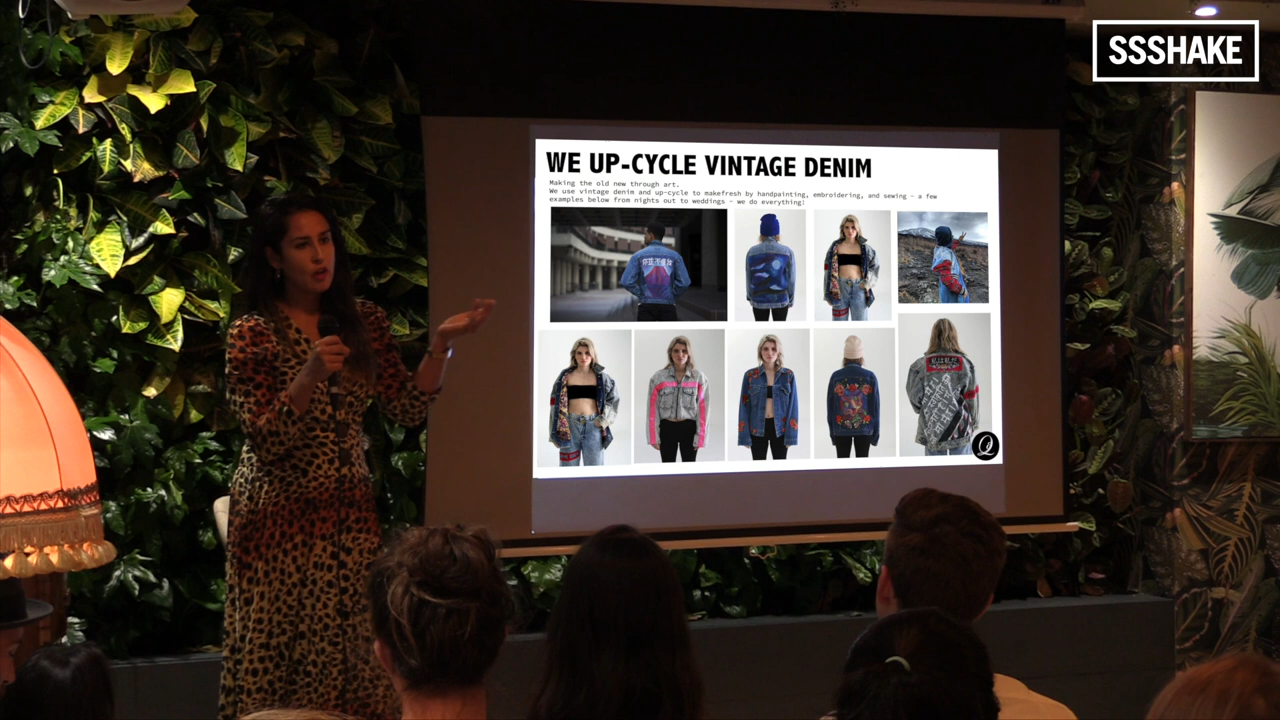 SSSHAKE
WE UP-CYCLE VINTAGE DENIM
Making the old new through art.
We use vintage denim and up-cycle to makefresh by handpainting, embroidering, and sewing - a few
examples below from nights out to weddings - we do everything!
Q